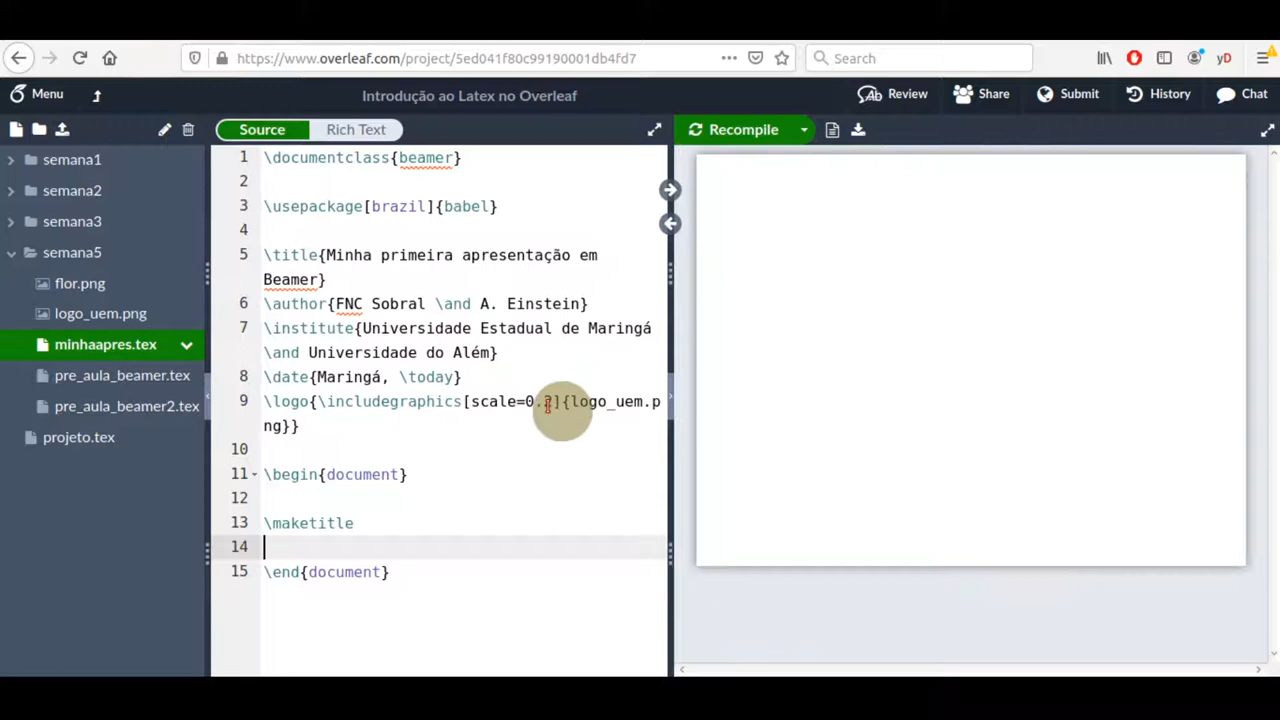 https://www.overleaf.com/project/5ed041f80c99190001db4fd7
Search
yD
Menu
Introdução ao Latex no Overleaf
Review
Share
Submit
History
Chat
Source
Rich Text
Recompile
semana1
semana2
semana3
semana5
flor.png
logo_uem.png
minhaapres.tex
pre_aula_beamer.tex
pre_aula_beamer2.tex
projeto.tex
1 \documentclass{beamer}
2
3 \usepackage[brazil]{babel}
4
5 \title{Minha primeira apresentação em
Beamer}
6 \author{FNC Sobral \and A. Einstein}
7 \institute{Universidade Estadual de Maringá
\and Universidade do Além}
8 \date{Maringá, \today}
9 \logo{\includegraphics[scale=0.2]{logo_uem.p
ng}}
10
11 \begin{document}
12
13 \maketitle
14
15 \end{document}